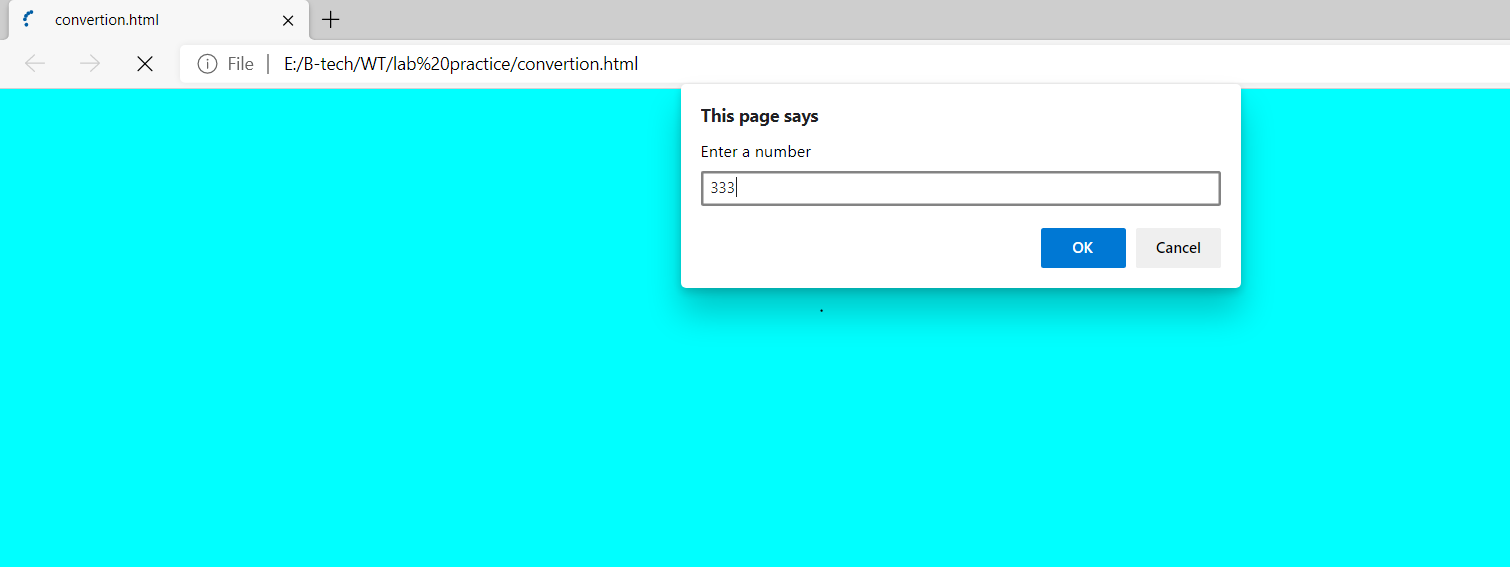 convertion.html
File | E:/B-tech/WT/lab%20practice/convertion.html
This page says
Enter a number
333
OK Cancel